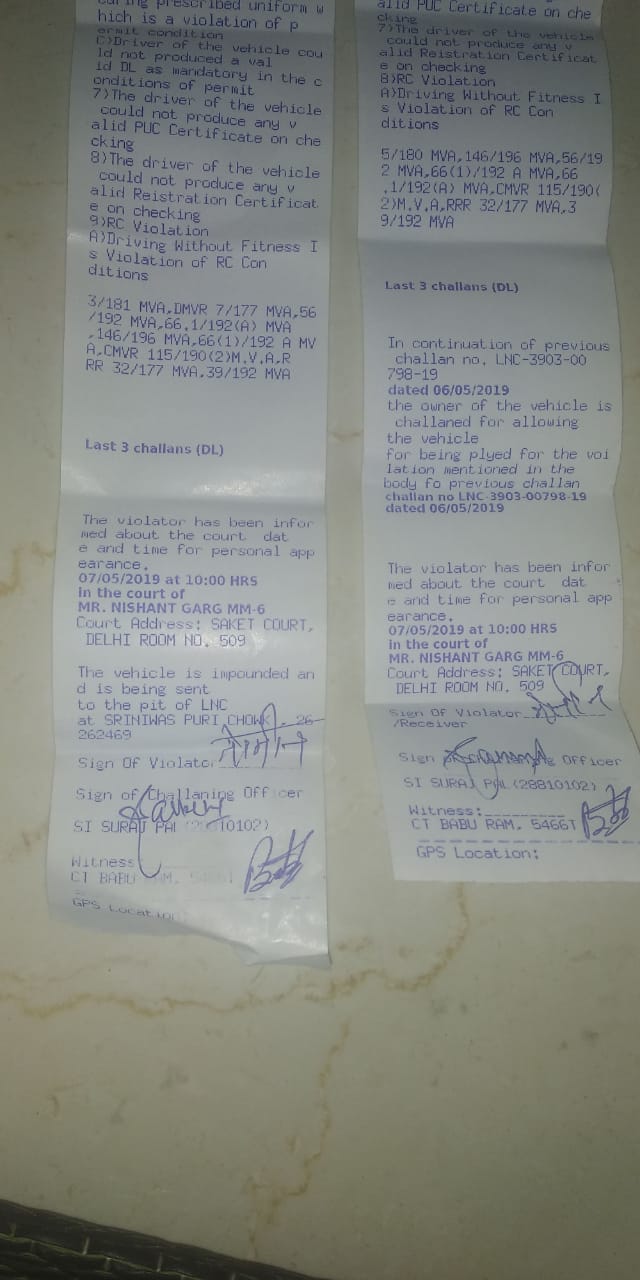 uring prescribed uniform w
hich is a violation of p
ermit condition
C)Driver of the vehicle cou
ld not produced a val
id DL as mandatory in the c
onditions of permit
7)The driver of the vehicle
could not produce any v
alid PUC Certificate on che
cking
8)The driver of the vehicle
could not produce any v
alid Reistration Certificat
e on checking
9)RC Violation
A)Driving Without Fitness I
s Violation of RC Con
ditions
3/181 MVA,DMVR 7/177 MVA,56
/192 MVA,66.1/192(A) MVA
,146/196 MVA,66(1)/192 A MV
A,CMVR 115/190(2)M.V.A,R
RR 32/177 MVA,39/192 MVA
Last 3 challans (DL)
The violator has been infor
med about the court dat
e and time for personal app
earance.
07/05/2019 at 10:00 HRS
in the court of
MR. NISHANT GARG MM-6
Court Address: SAKET COURT,
DELHI ROOM NO. 509
The vehicle is impounded an
d is being sent
to the pit of LNC
at SRINIWAS PURI CHOWK . 26
262469
Sign Of Violator
Sign of Challaning Officer
SI SURAJ PAL (28810102)
Witness
CT BABU RAM. 5466T
GPS Location:
alid PUC Certificate on che
cking
7)The driver of the vehicle
could not produce any v
alid Reistration Certificat
e on checking
8)RC Violation
A)Driving Without Fitness I
s Violation of RC Con
ditions
5/180 MVA,146/196 MVA,56/19
2 MVA,66(1)/192 A MVA,66
.1/192(A) MVA,CMVR 115/190(
2)M.V.A,RRR 32/177 MVA,3
9/192 MVA
Last 3 challans (DL)
In continuation of previous
challan no. LNC-3903-00
798-19
dated 06/05/2019
the owner of the vehicle is
challaned for allowing
the vehicle
for being plyed for the voi
lation mentioned in the
body fo previous challan
challan no LNC-3903-00798-19
dated 06/05/2019
The violator has been infor
med about the court dat
e and time for personal app
earance.
07/05/2019 at 10:00 HRS
in the court of
MR. NISHANT GARG MM-6
Court Address: SAKET COURT,
DELHI ROOM NO. 509
Sign Of Violator
/Receiver
Sign Officer
SI SURAJ PAL(28810102)
Witness:
CT BABU RAM. 5466T
GPS Location: